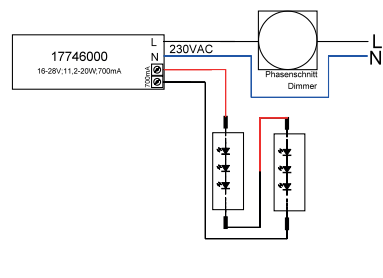 17746000
16-28V;11,2-20W;700mA
L
N
700mA
230VAC
Phasenschnitt
Dimmer
L
N